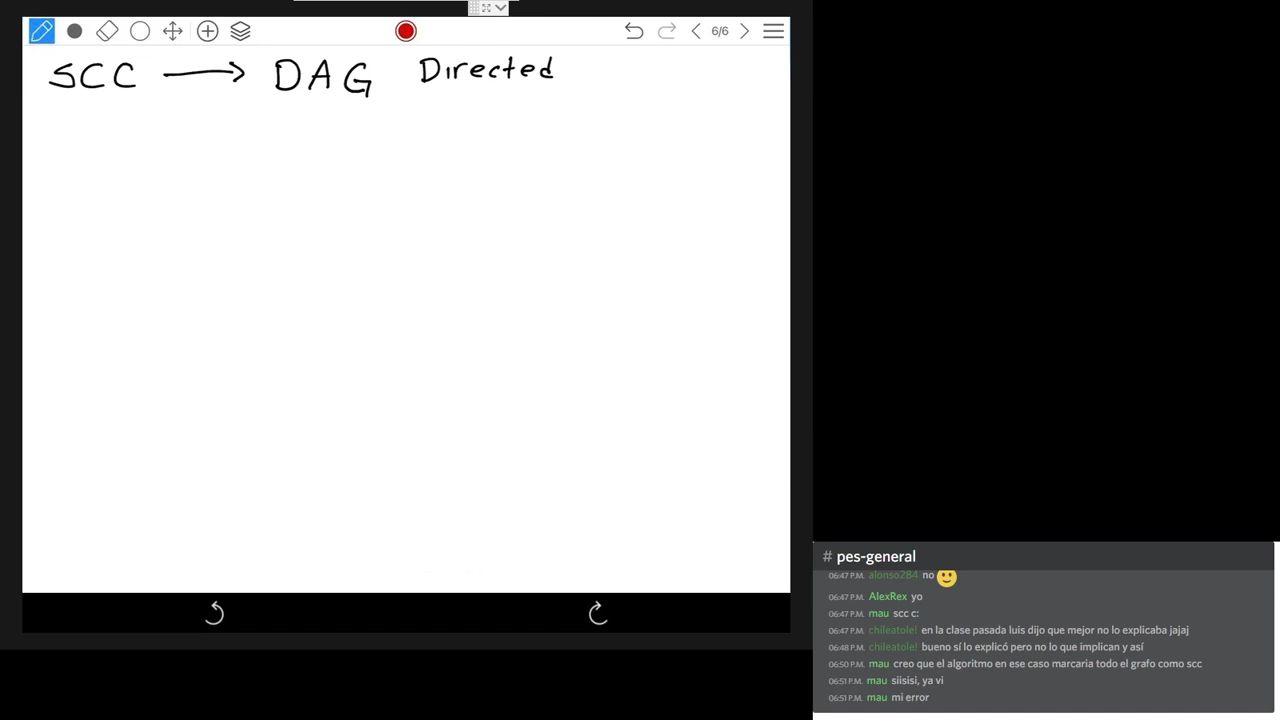 6/6
SCC → DAG Directed
# pes-general
06:47 P.M. alonso284 no 🙂
06:47 P.M. AlexRex yo
06:47 P.M. mau scc c:
06:47 P.M. chileatole! en la clase pasada luis dijo que mejor no lo explicaba jajaj
06:48 P.M. chileatole! bueno sí lo explicó pero no lo que implican y así
06:50 P.M. mau creo que el algoritmo en ese caso marcaria todo el grafo como scc
06:51 P.M. mau siisisi, ya vi
06:51 P.M. mau mi error